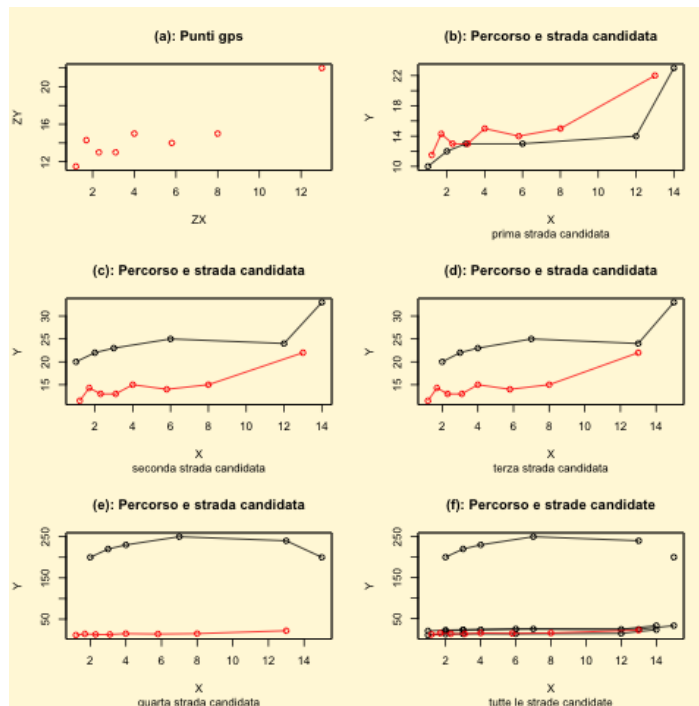 (a): Punti gps
ZY
12 16 20
2 4 6 8 10 12
ZX
(b): Percorso e strada candidata
Y
10 14 18 22
2 4 6 8 10 12 14
X
prima strada candidata
(c): Percorso e strada candidata
Y
15 20 25 30
2 4 6 8 10 12 14
X
seconda strada candidata
(d): Percorso e strada candidata
Y
15 20 25 30
2 4 6 8 10 12 14
X
terza strada candidata
(e): Percorso e strada candidata
Y
50 150 250
2 4 6 8 10 12 14
X
quarta strada candidata
(f): Percorso e strade candidate
Y
50 150 250
2 4 6 8 10 12 14
X
tutte le strade candidate